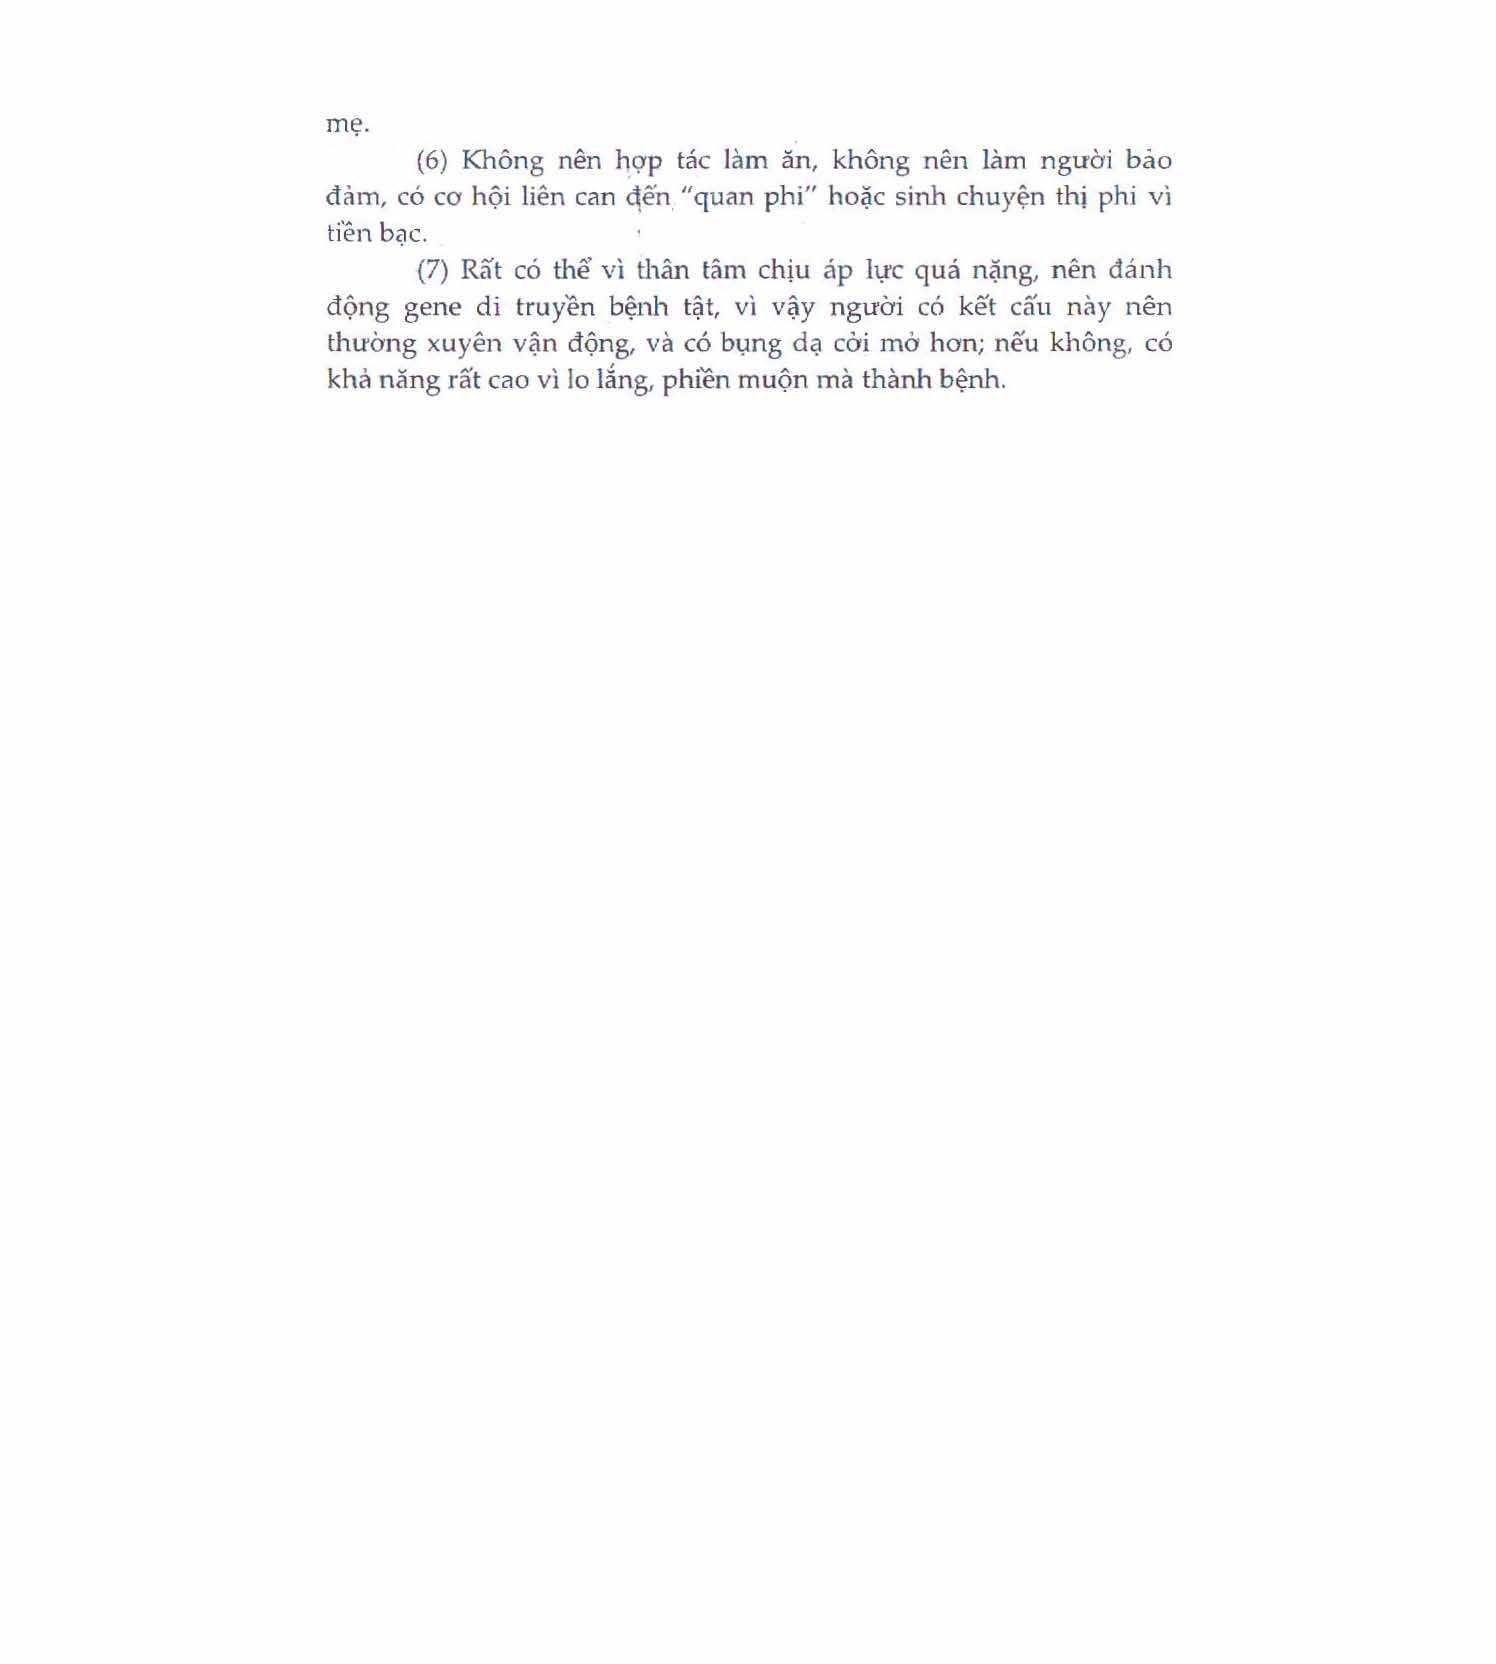 mẹ.
(6) Không nên hợp tác làm ăn, không nên làm người bảo
đảm, có cơ hội liên can đến "quan phi" hoặc sinh chuyện thị phi vì
tiền bạc.
(7) Rất có thể vì thân tâm chịu áp lực quá nặng, nên đánh
động gene di truyền bệnh tật, vì vậy người có kết cấu này nên
thường xuyên vận động, và có bụng dạ cởi mở hơn; nếu không, có
khả năng rất cao vì lo lắng, phiền muộn mà thành bệnh.